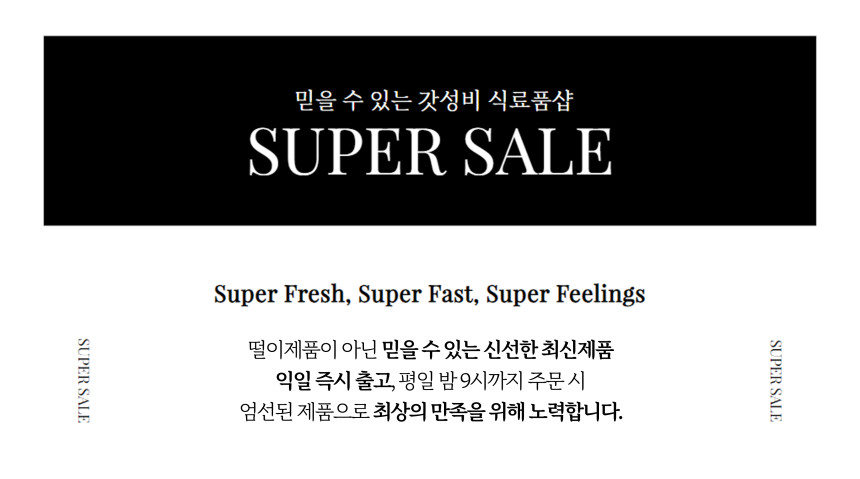 믿을 수 있는 갓성비 식료품샵
SUPER SALE
Super Fresh, Super Fast, Super Feelings
떨이제품이 아닌 믿을 수 있는 신선한 최신제품
익일 즉시 출고, 평일 밤 9시까지 주문 시
엄선된 제품으로 최상의 만족을 위해 노력합니다.
SUPER SALE
SUPER SALE